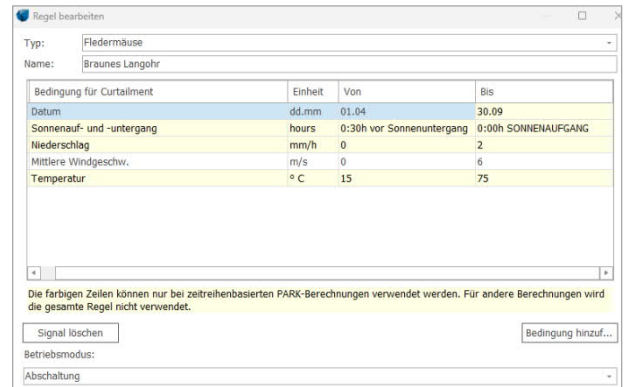 Regel bearbeiten
Typ: Fledermäuse
Name: Braunes Langohr
Bedingung für Curtailment Einheit Von Bis
Datum dd.mm 01.04 30.09
Sonnenauf- und -untergang hours 0:30h vor Sonnenuntergang 0:00h SONNENAUFGANG
Niederschlag mm/h 0 2
Mittlere Windgeschw. m/s 0 6
Temperatur ° C 15 75
Die farbigen Zeilen können nur bei zeitreihenbasierten PARK-Berechnungen verwendet werden. Für andere Berechnungen wird
die gesamte Regel nicht verwendet.
Signal löschen Bedingung hinzuf...
Betriebsmodus:
Abschaltung